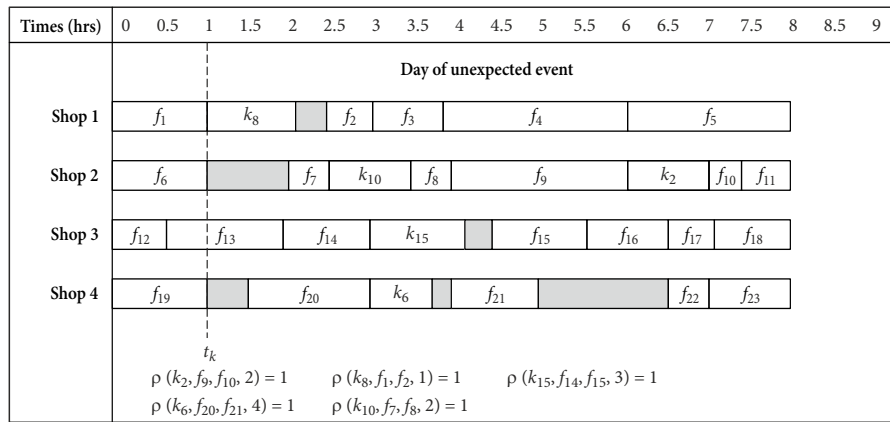 Times (hrs) 0 0.5 1 1.5 2 2.5 3 3.5 4 4.5 5 5.5 6 6.5 7 7.5 8 8.5 9
Day of unexpected event
Shop 1 f₁ k₈ f₂ f₃ f₄ f₅
Shop 2 f₆ f₇ k₁₀ f₈ f₉ k₂ f₁₀ f₁₁
Shop 3 f₁₂ f₁₃ f₁₄ k₁₅ f₁₅ f₁₆ f₁₇ f₁₈
Shop 4 f₁₉ f₂₀ k₆ f₂₁ f₂₂ f₂₃
tₖ
ρ (k₂, f₉, f₁₀, 2) = 1 ρ (k₈, f₁, f₂, 1) = 1 ρ (k₁₅, f₁₄, f₁₅, 3) = 1
ρ (k₆, f₂₀, f₂₁, 4) = 1 ρ (k₁₀, f₇, f₈, 2) = 1